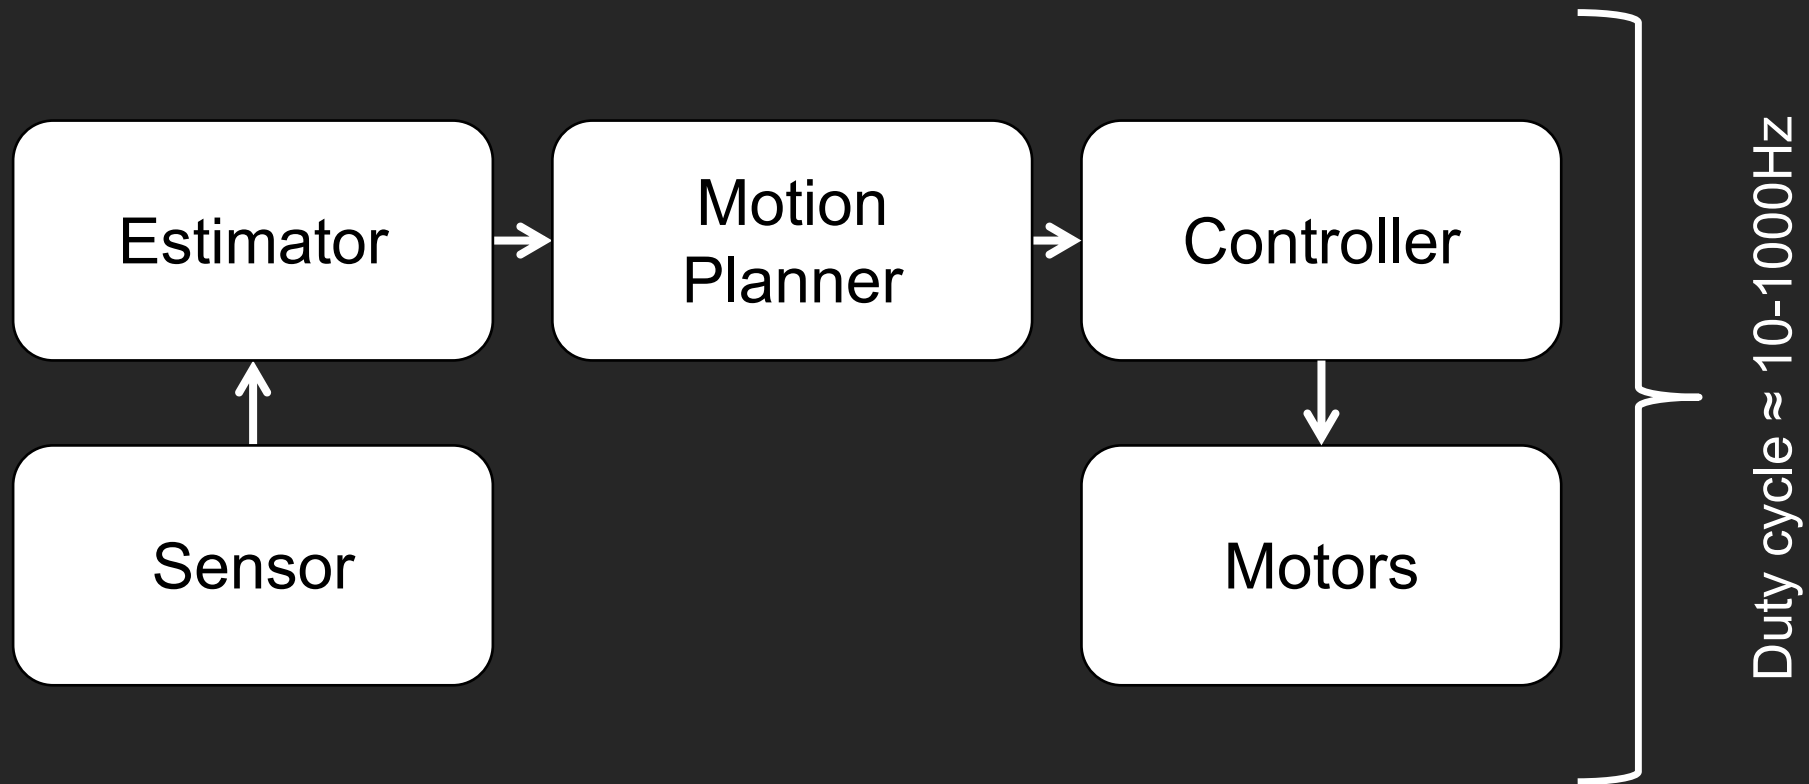 Estimator
Motion
Planner
Controller
Sensor
Motors
Duty cycle ≈ 10-1000Hz